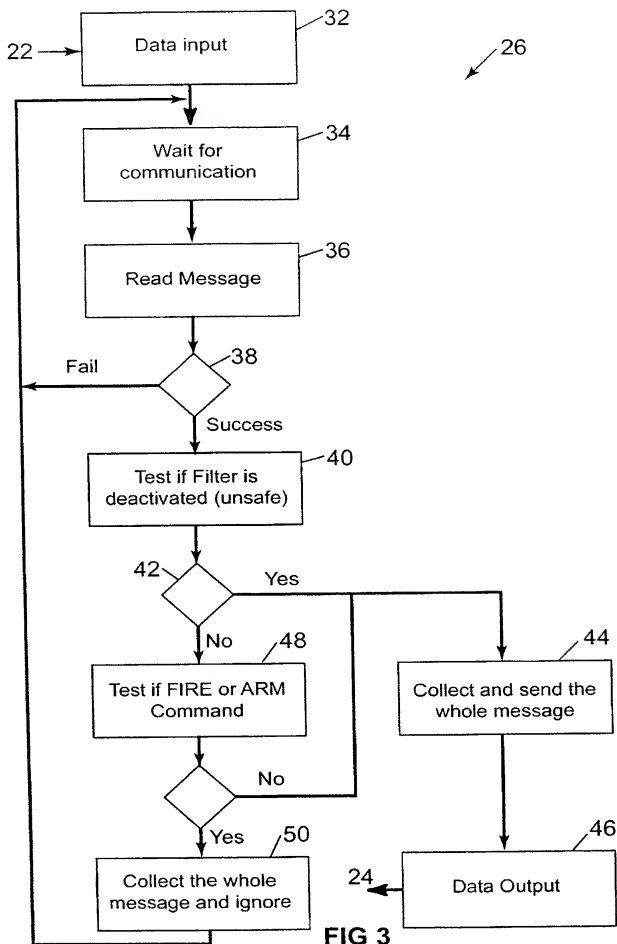 32
Data input
22
26
34
Wait for
communication
36
Read Message
38
Fail
Success
40
Test if Filter is
deactivated (unsafe)
42
Yes
No
48
Test if FIRE or ARM
Command
44
Collect and send the
whole message
No
Yes
50
Collect the whole
message and ignore
46
Data Output
24
FIG 3